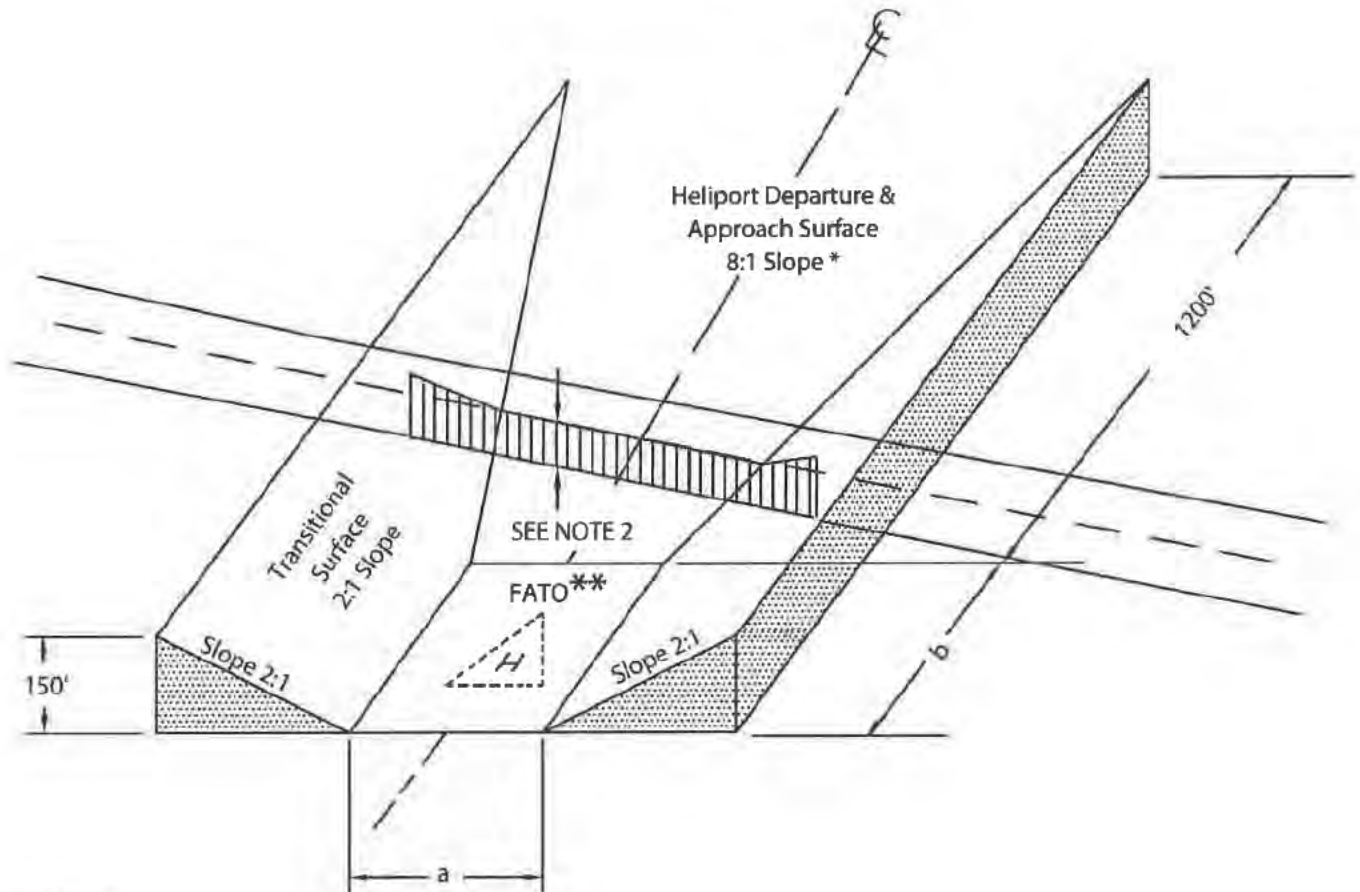 ℄
Heliport Departure &
Approach Surface
8:1 Slope *
1200'
SEE NOTE 2
Transitional
Surface
2:1 Slope
FATO**
H
Slope 2:1
Slope 2:1
150'
b
a